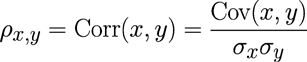 ρx,y = Corr(x, y) = Cov(x, y) / σxσy